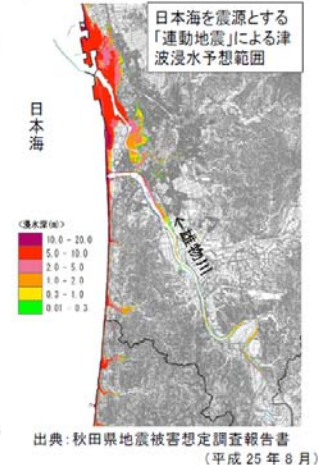 日本海を震源とする
「連動地震」による津
波浸水予想範囲
日本海
←雄物川
<浸水深(m)>
10.0 - 20.0
5.0 - 10.0
2.0 - 5.0
1.0 - 2.0
0.3 - 1.0
0.01 - 0.3
出典:秋田県地震被害想定調査報告書
(平成 25 年 8 月)